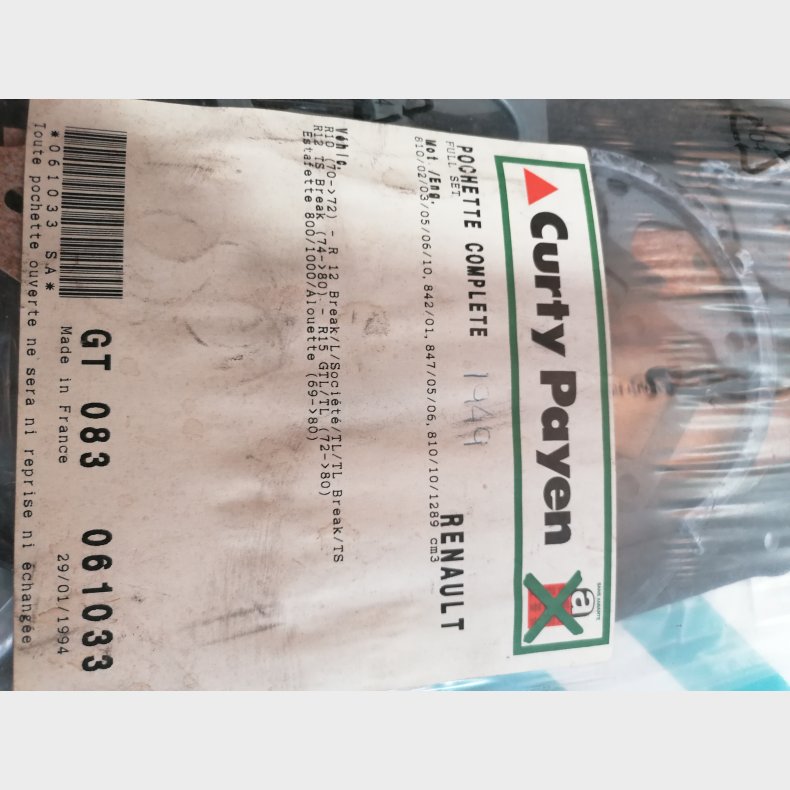 Curty Payen
a
SANS AMIANTE
POCHETTE COMPLETE
FULL SET
1949
RENAULT
Mot./Eng.
810/02/03/05/06/10, 842/01, 847/05/06, 810/10/1289 cm3
Véhic.
R10 (70->72) - R 12 Break/L/Société/TL/TL Break/TS
R12 TS Break (74->80) - R15 GTL/TL (72->80)
Estafette 800/1000/Alouette (69->80)
GT 083 061033
Made in France 29/01/1994
*061033 SA*
Toute pochette ouverte ne sera ni reprise ni échangée